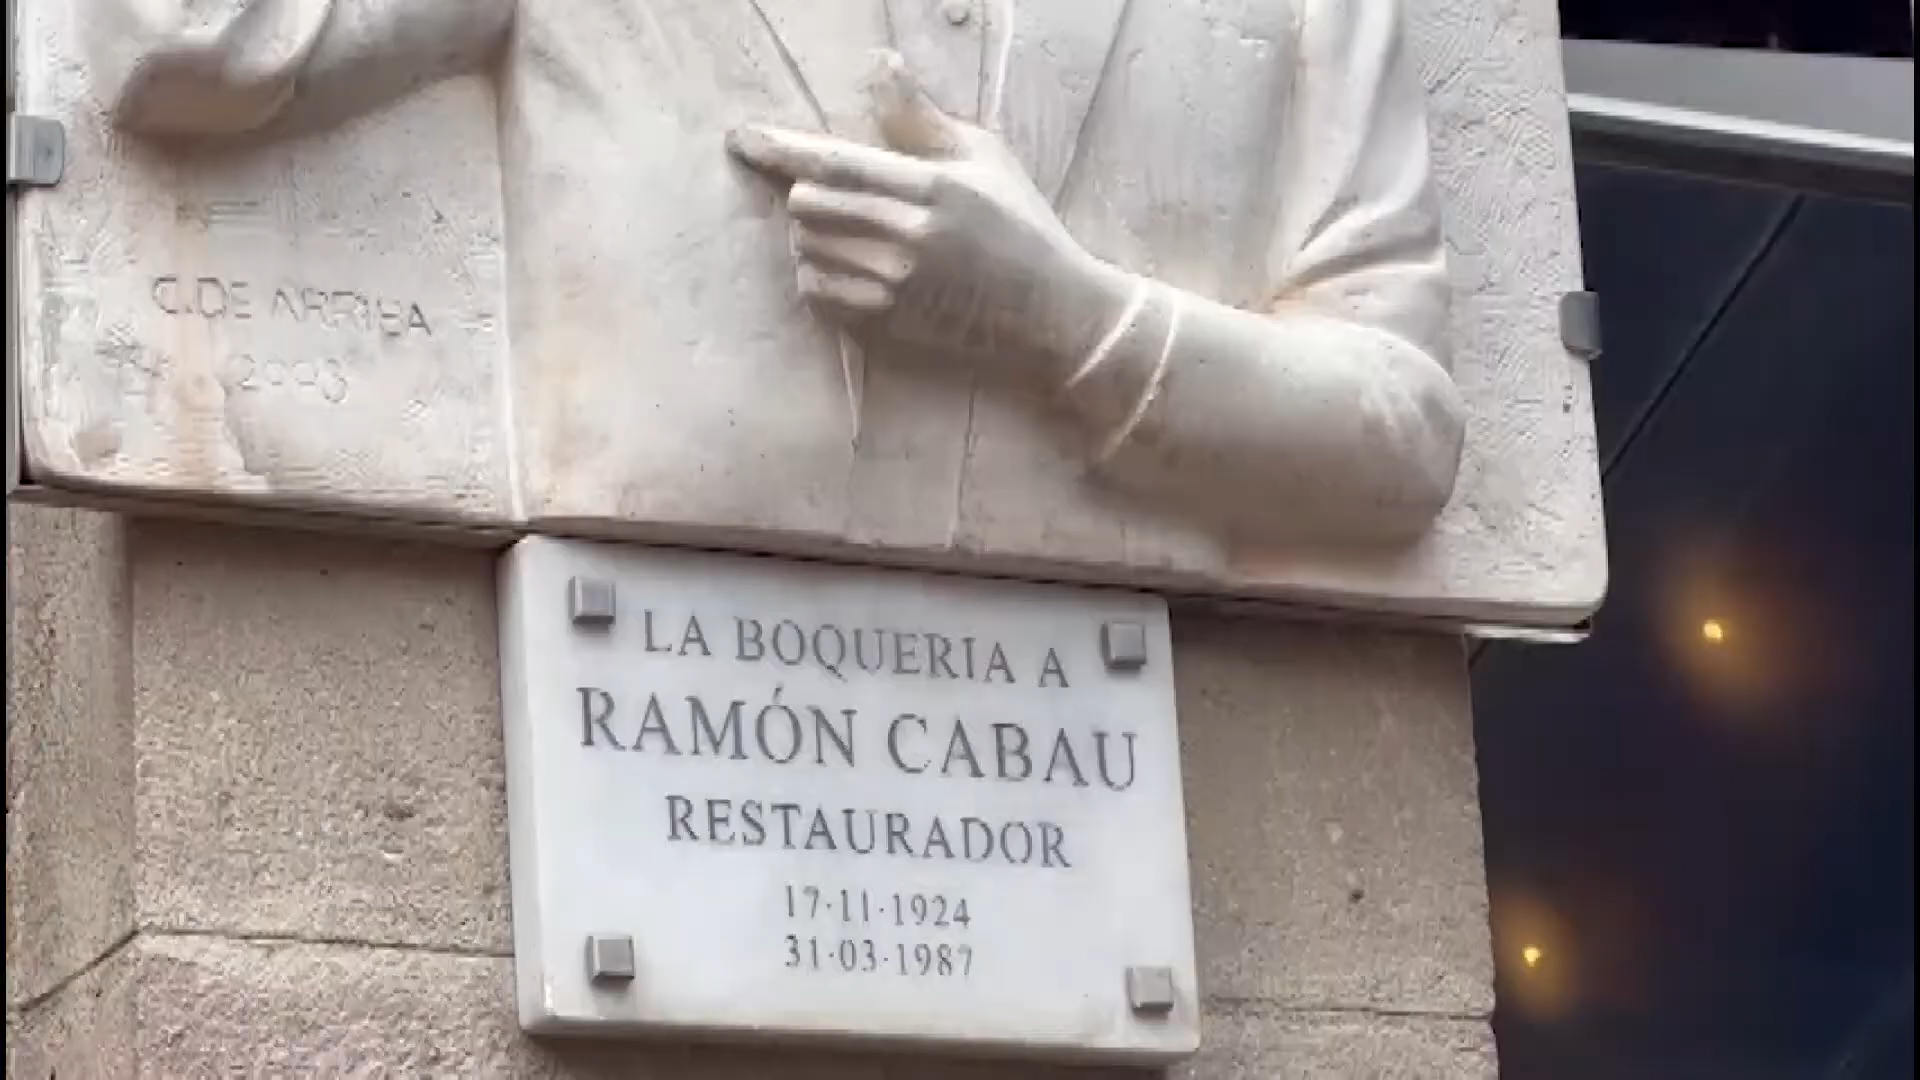 C. DE ARRIBA
LA BOQUERIA A
RAMÓN CABAU
RESTAURADOR
17·11·1924
31·03·1987